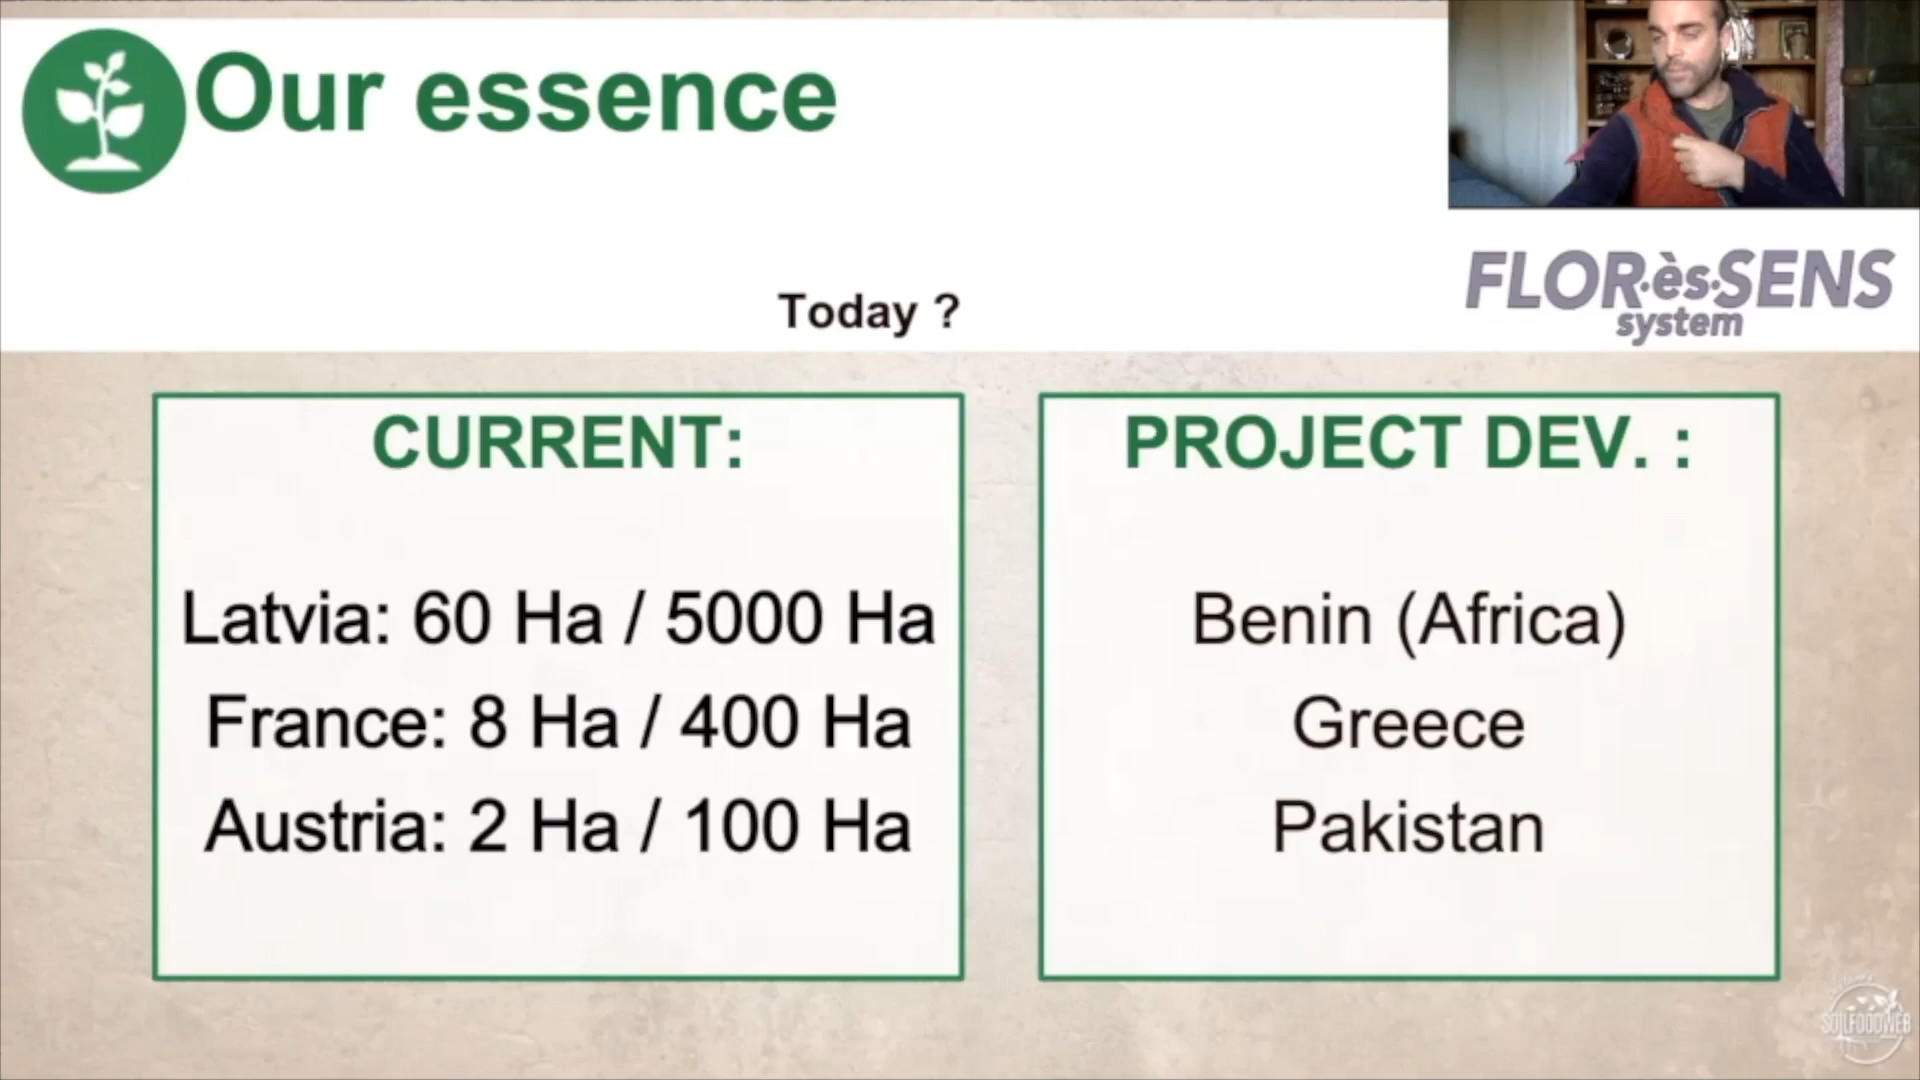 Our essence
FLOR·ès·SENS
system
Today ?
CURRENT:
Latvia: 60 Ha / 5000 Ha
France: 8 Ha / 400 Ha
Austria: 2 Ha / 100 Ha
PROJECT DEV. :
Benin (Africa)
Greece
Pakistan
SOILFOODWEB